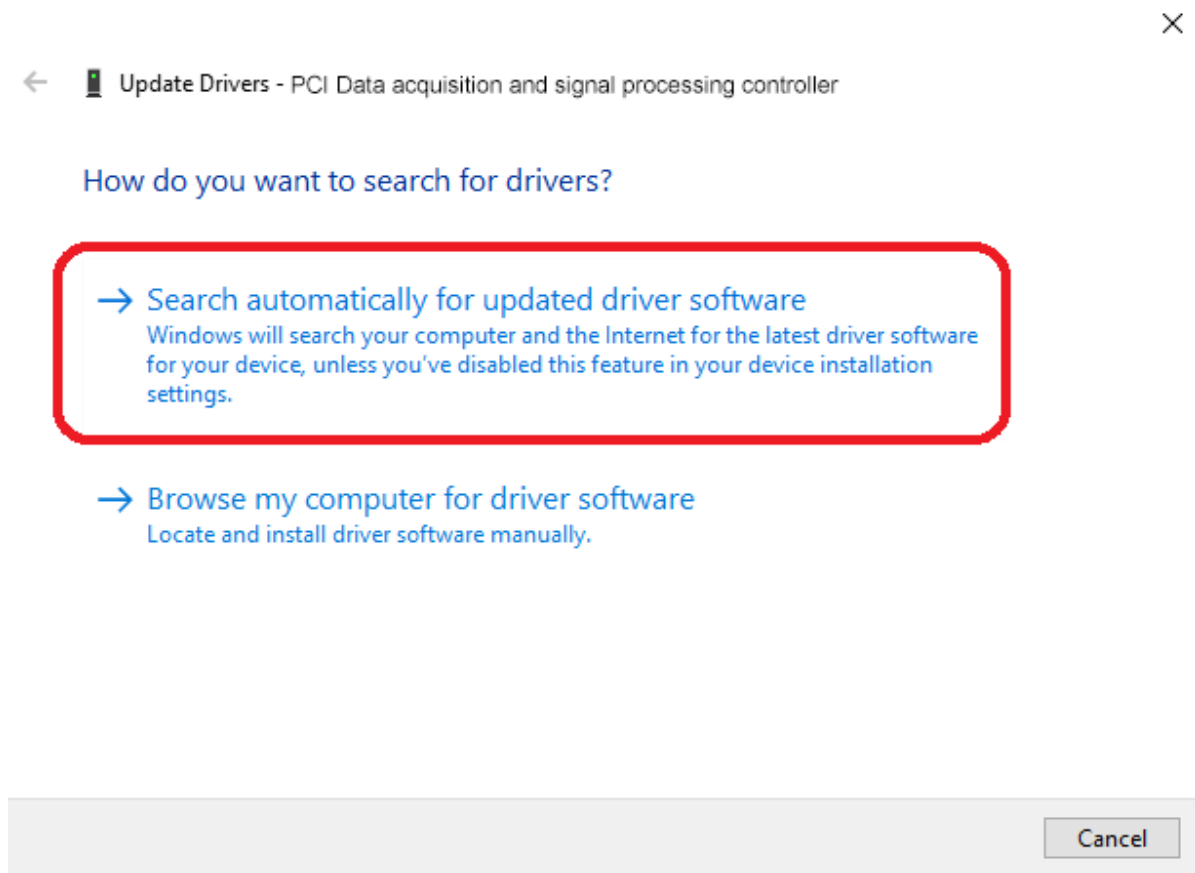 Update Drivers - PCI Data acquisition and signal processing controller
How do you want to search for drivers?
Search automatically for updated driver software
Windows will search your computer and the Internet for the latest driver software
for your device, unless you've disabled this feature in your device installation
settings.
Browse my computer for driver software
Locate and install driver software manually.
Cancel